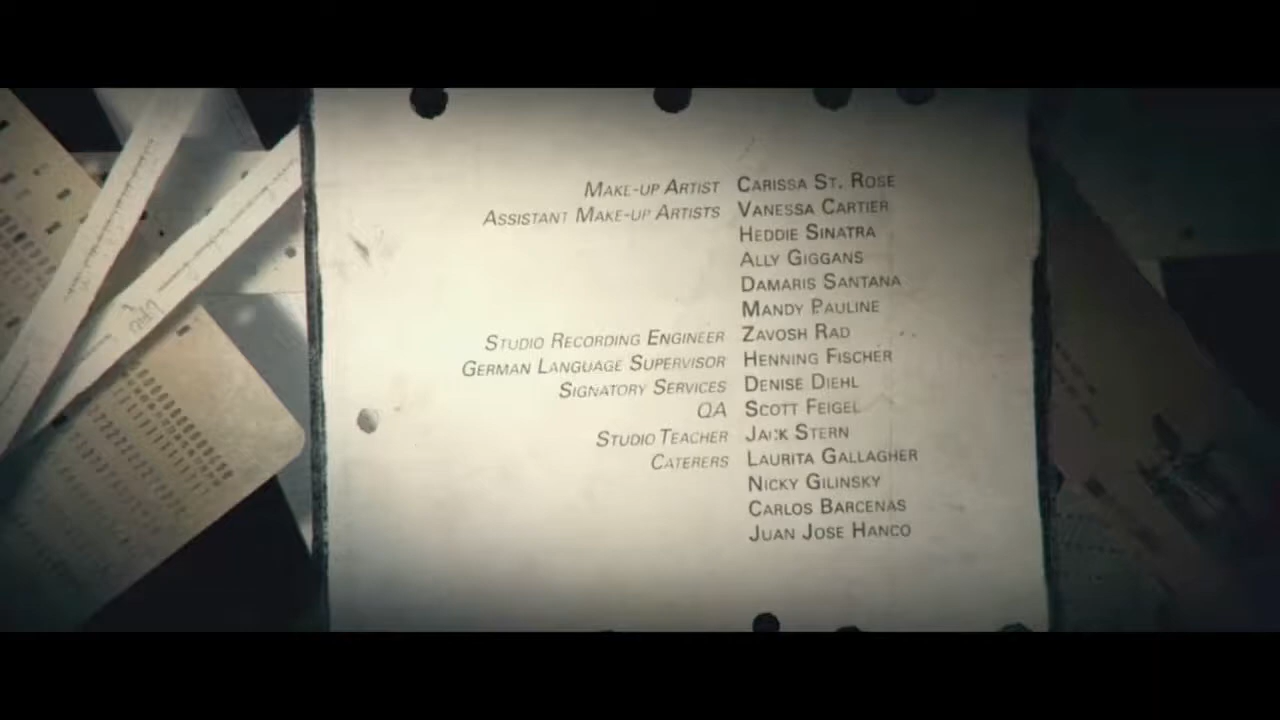 MAKE-UP ARTIST CARISSA ST. ROSE
ASSISTANT MAKE-UP ARTISTS VANESSA CARTIER
HEDDIE SINATRA
ALLY GIGGANS
DAMARIS SANTANA
MANDY PAULINE
STUDIO RECORDING ENGINEER ZAVOSH RAD
GERMAN LANGUAGE SUPERVISOR HENNING FISCHER
SIGNATORY SERVICES DENISE DIEHL
QA SCOTT FEIGEL
STUDIO TEACHER JACK STERN
CATERERS LAURITA GALLAGHER
NICKY GILINSKY
CARLOS BARCENAS
JUAN JOSE HANCO